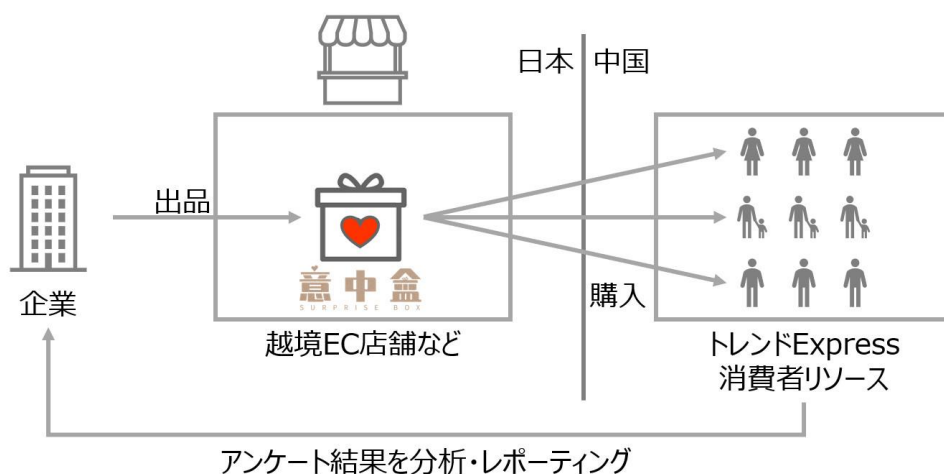 日本
中国
出品
意中盒
SURPRISE BOX
企業
購入
越境EC店舗など
トレンドExpress
消費者リソース
アンケート結果を分析・レポーティング